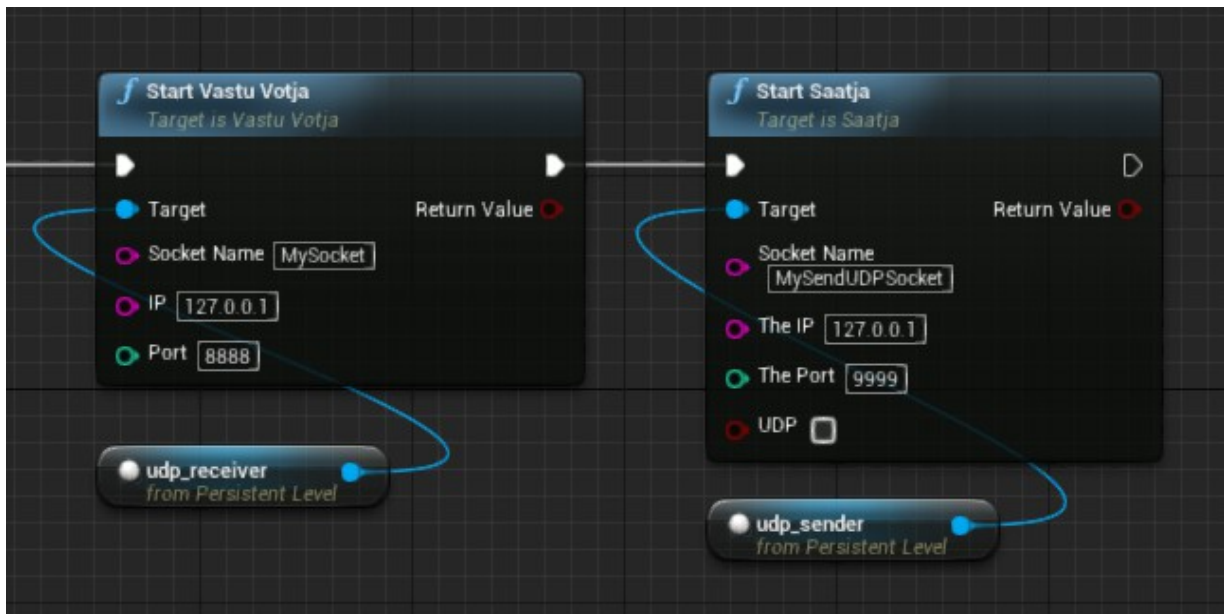 f Start Vastu Votja
Target is Vastu Votja
Target
Return Value
Socket Name MySocket
IP 127.0.0.1
Port 8888
udp_receiver
from Persistent Level
f Start Saatja
Target is Saatja
Target
Return Value
Socket Name
MySendUDPSocket
The IP 127.0.0.1
The Port 9999
UDP
udp_sender
from Persistent Level